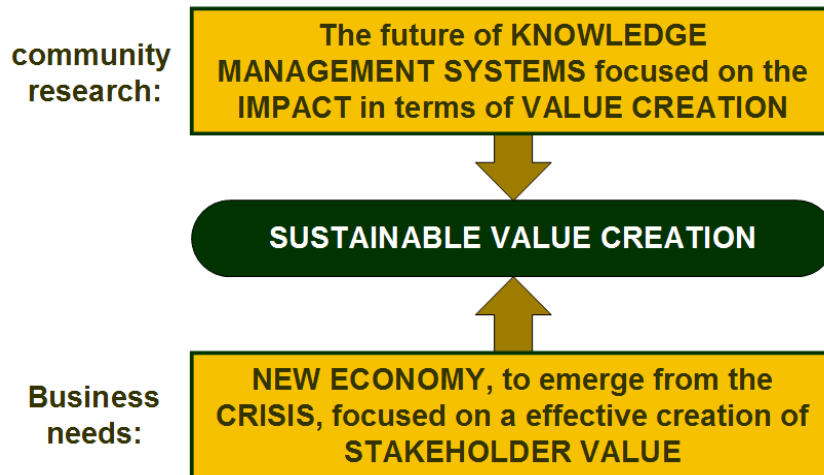 community
research:
The future of KNOWLEDGE
MANAGEMENT SYSTEMS focused on the
IMPACT in terms of VALUE CREATION
SUSTAINABLE VALUE CREATION
Business
needs:
NEW ECONOMY, to emerge from the
CRISIS, focused on a effective creation of
STAKEHOLDER VALUE